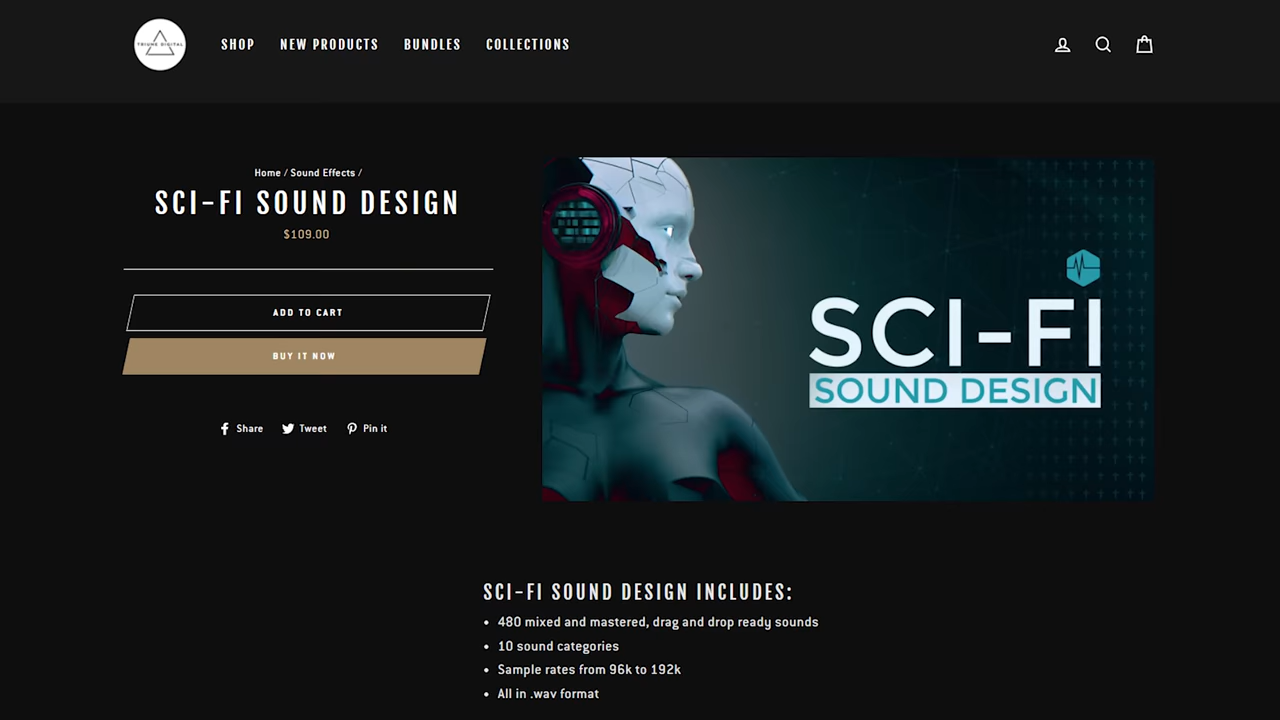 TRIUNE DIGITAL
SHOP
NEW PRODUCTS
BUNDLES
COLLECTIONS
Home / Sound Effects /
SCI-FI SOUND DESIGN
$109.00
ADD TO CART
BUY IT NOW
Share
Tweet
Pin it
SCI-FI
SOUND DESIGN
SCI-FI SOUND DESIGN INCLUDES:
• 480 mixed and mastered, drag and drop ready sounds
• 10 sound categories
• Sample rates from 96k to 192k
• All in .wav format